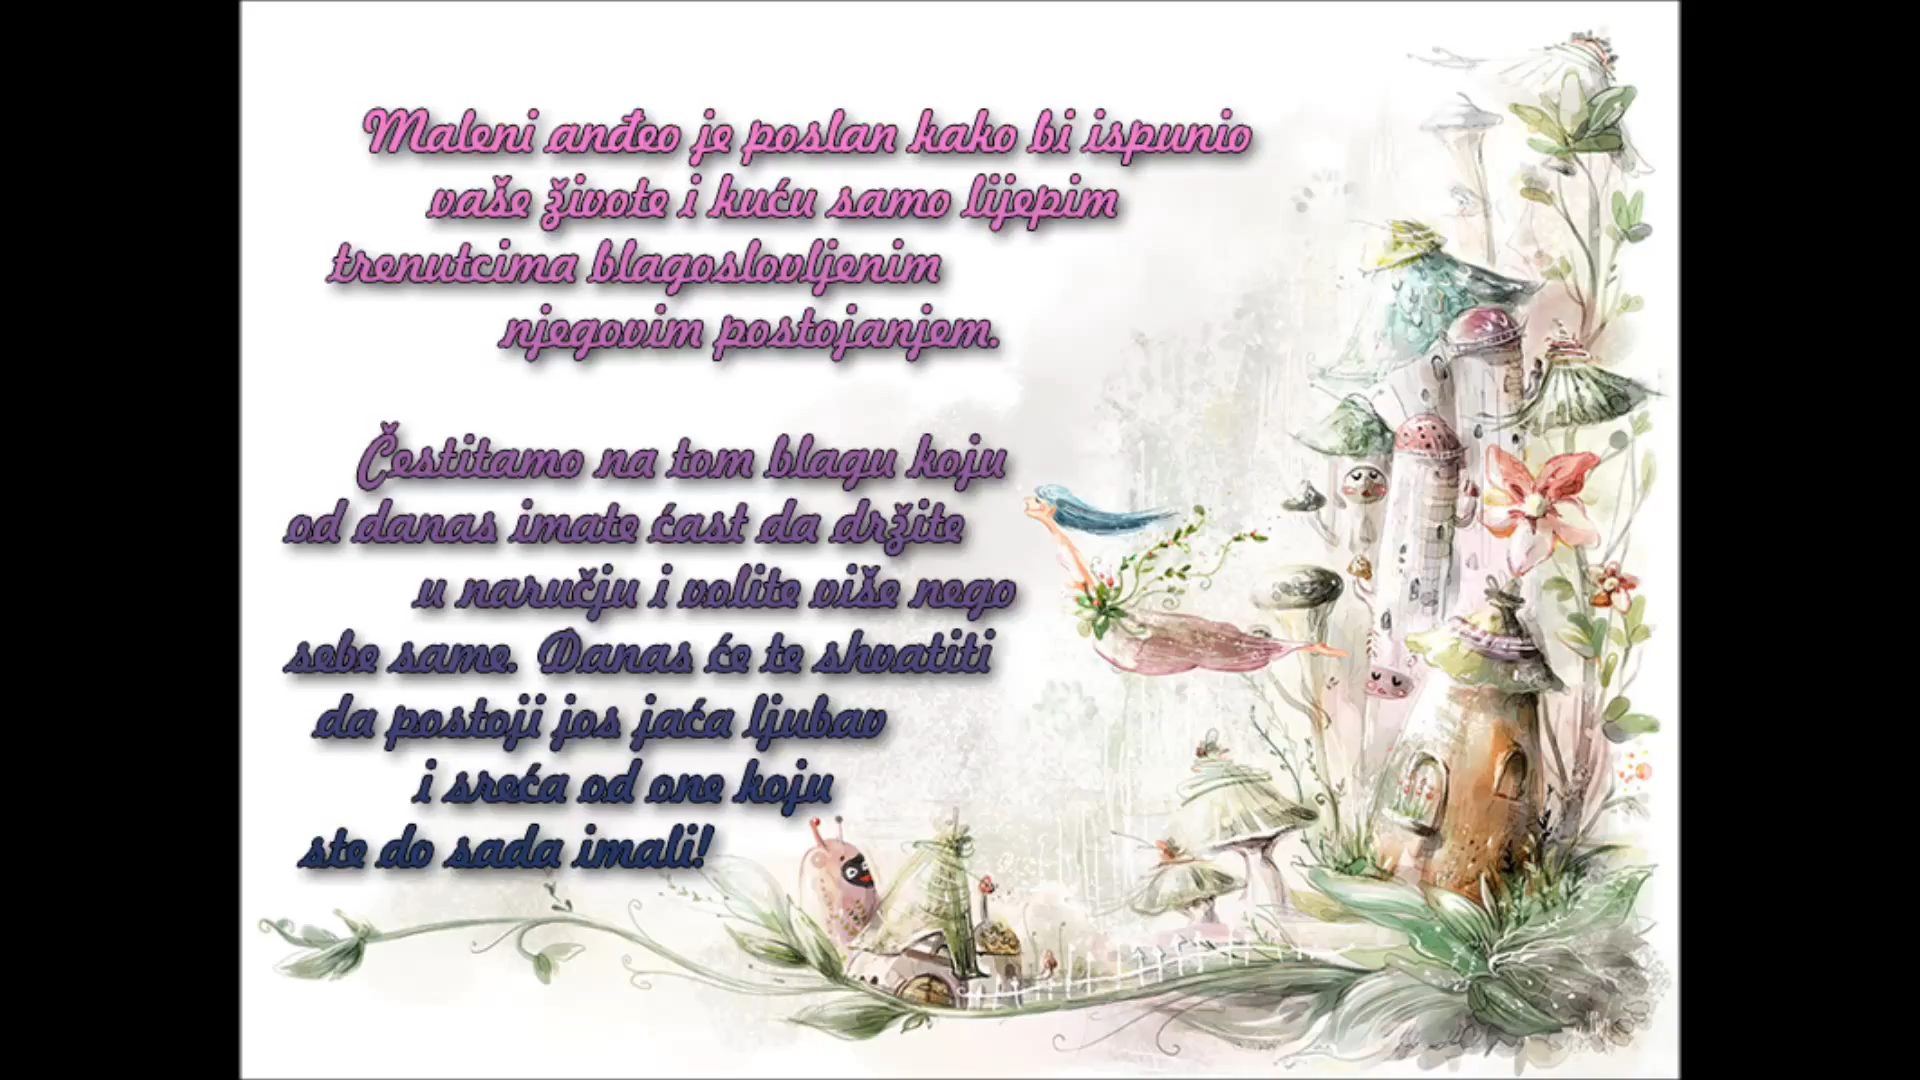 Maleni anđeo je poslan kako bi ispunio
vaše živote i kuću samo lijepim
trenutcima blagoslovljenim
njegovim postojanjem.
Čestitamo na tom blagu koju
od danas imate ćast da držite
u naručju i volite više nego
sebe same. Danas će te shvatiti
da postoji jos jaća ljubav
i sreća od one koju
ste do sada imali!